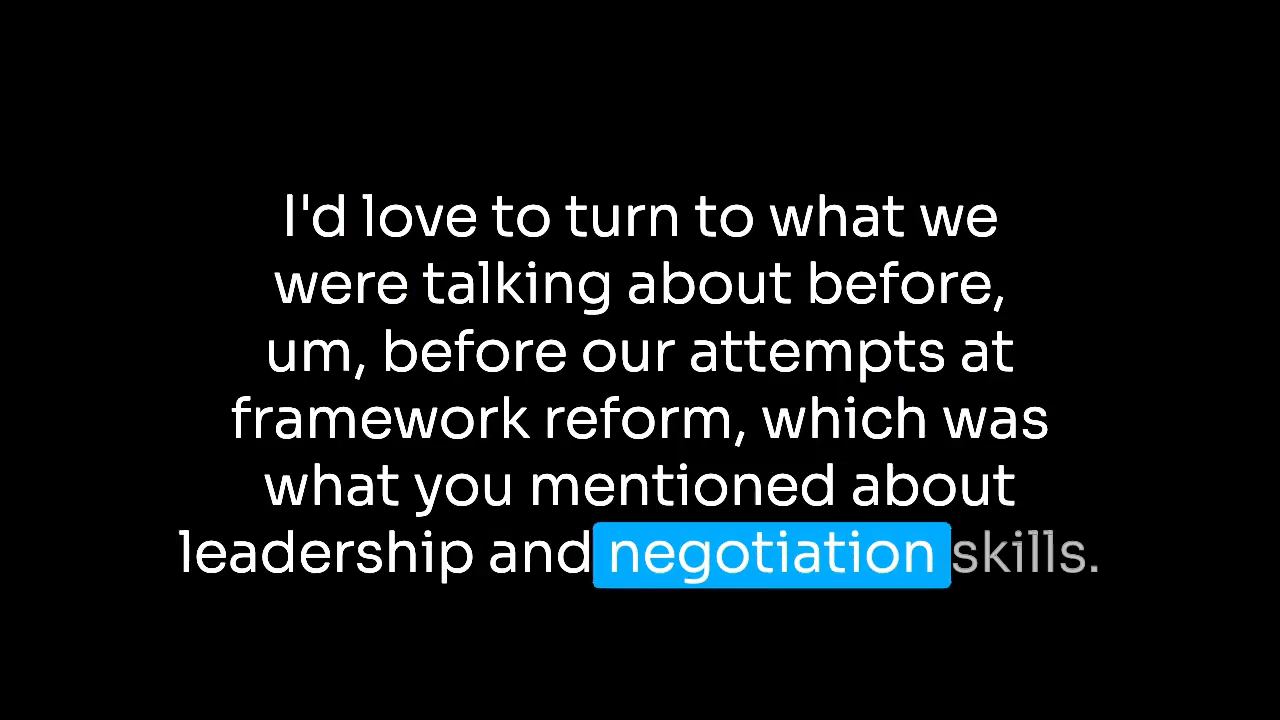 I'd love to turn to what we
were talking about before,
um, before our attempts at
framework reform, which was
what you mentioned about
leadership and negotiation skills.